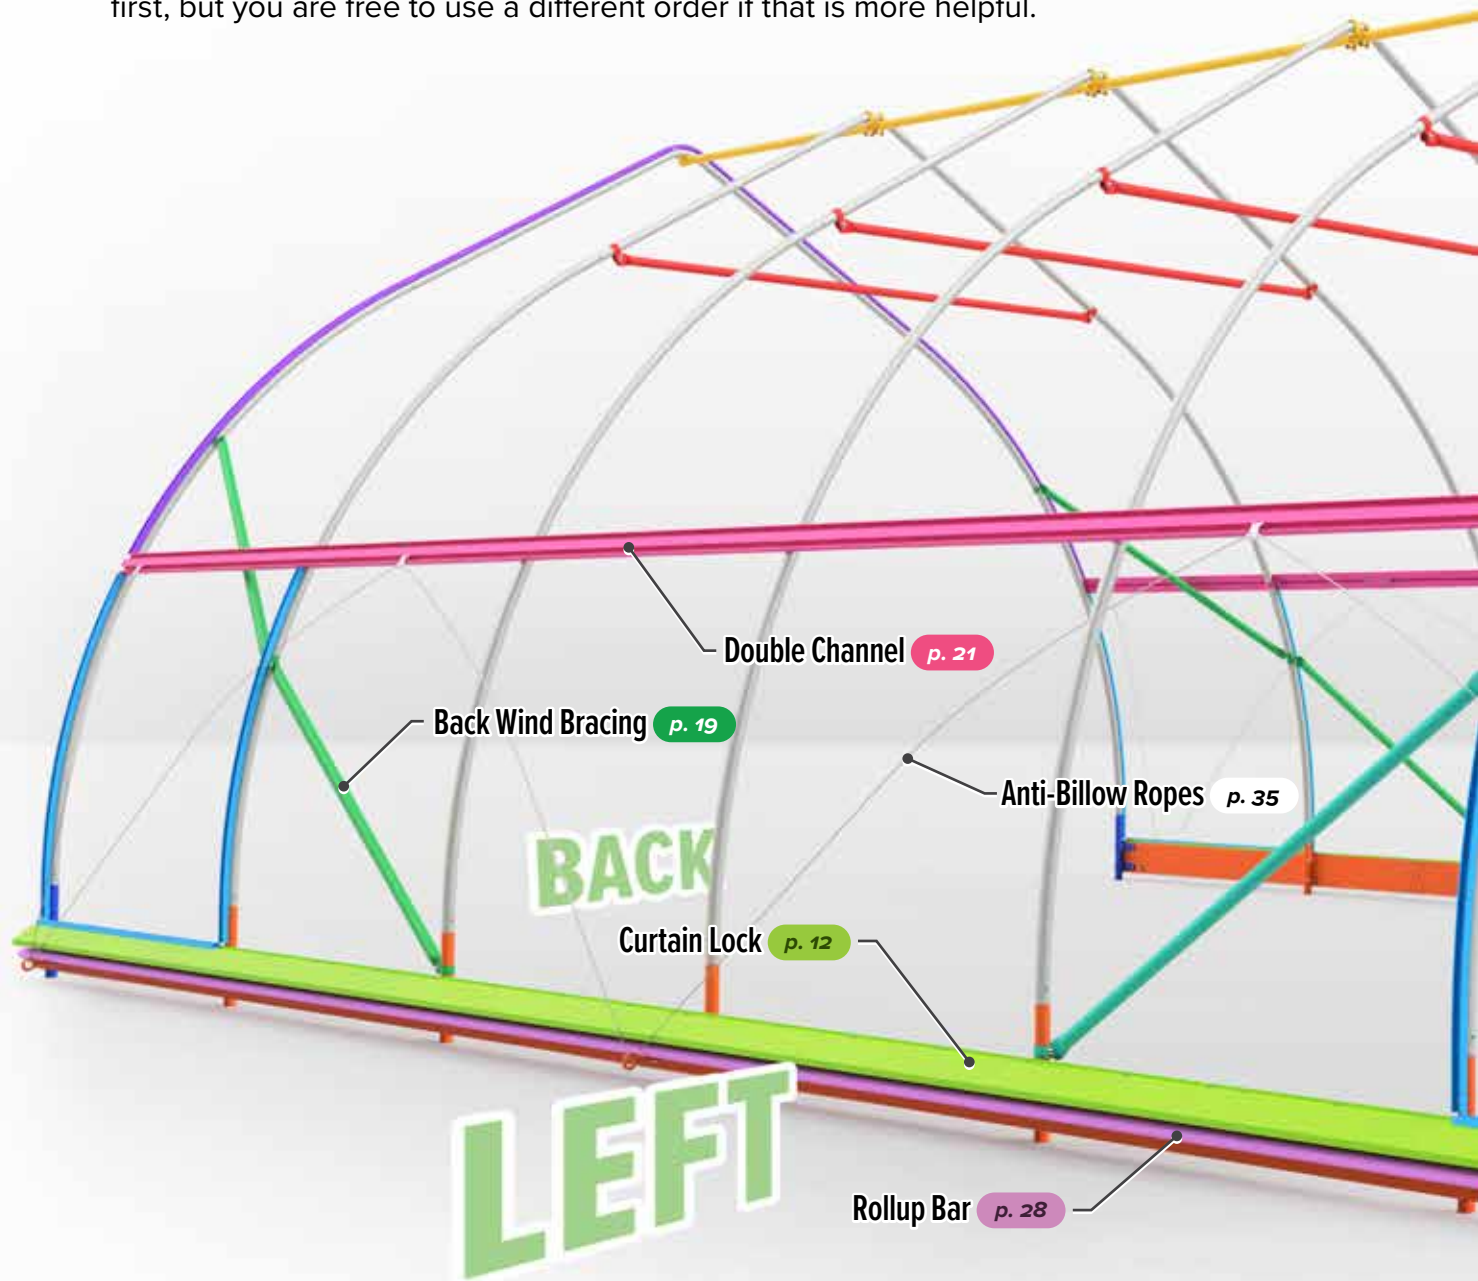 first, but you are free to use a different order if that is more helpful.
Double Channel p. 21
Back Wind Bracing p. 19
Anti-Billow Ropes p. 35
BACK
Curtain Lock p. 12
LEFT
Rollup Bar p. 28